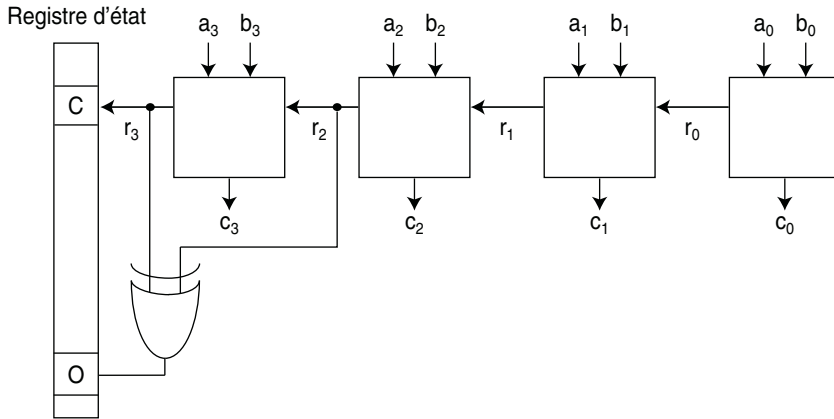 Registre d'état
a₃ b₃ a₂ b₂ a₁ b₁ a₀ b₀
C
r₃ r₂ r₁ r₀
c₃ c₂ c₁ c₀
O